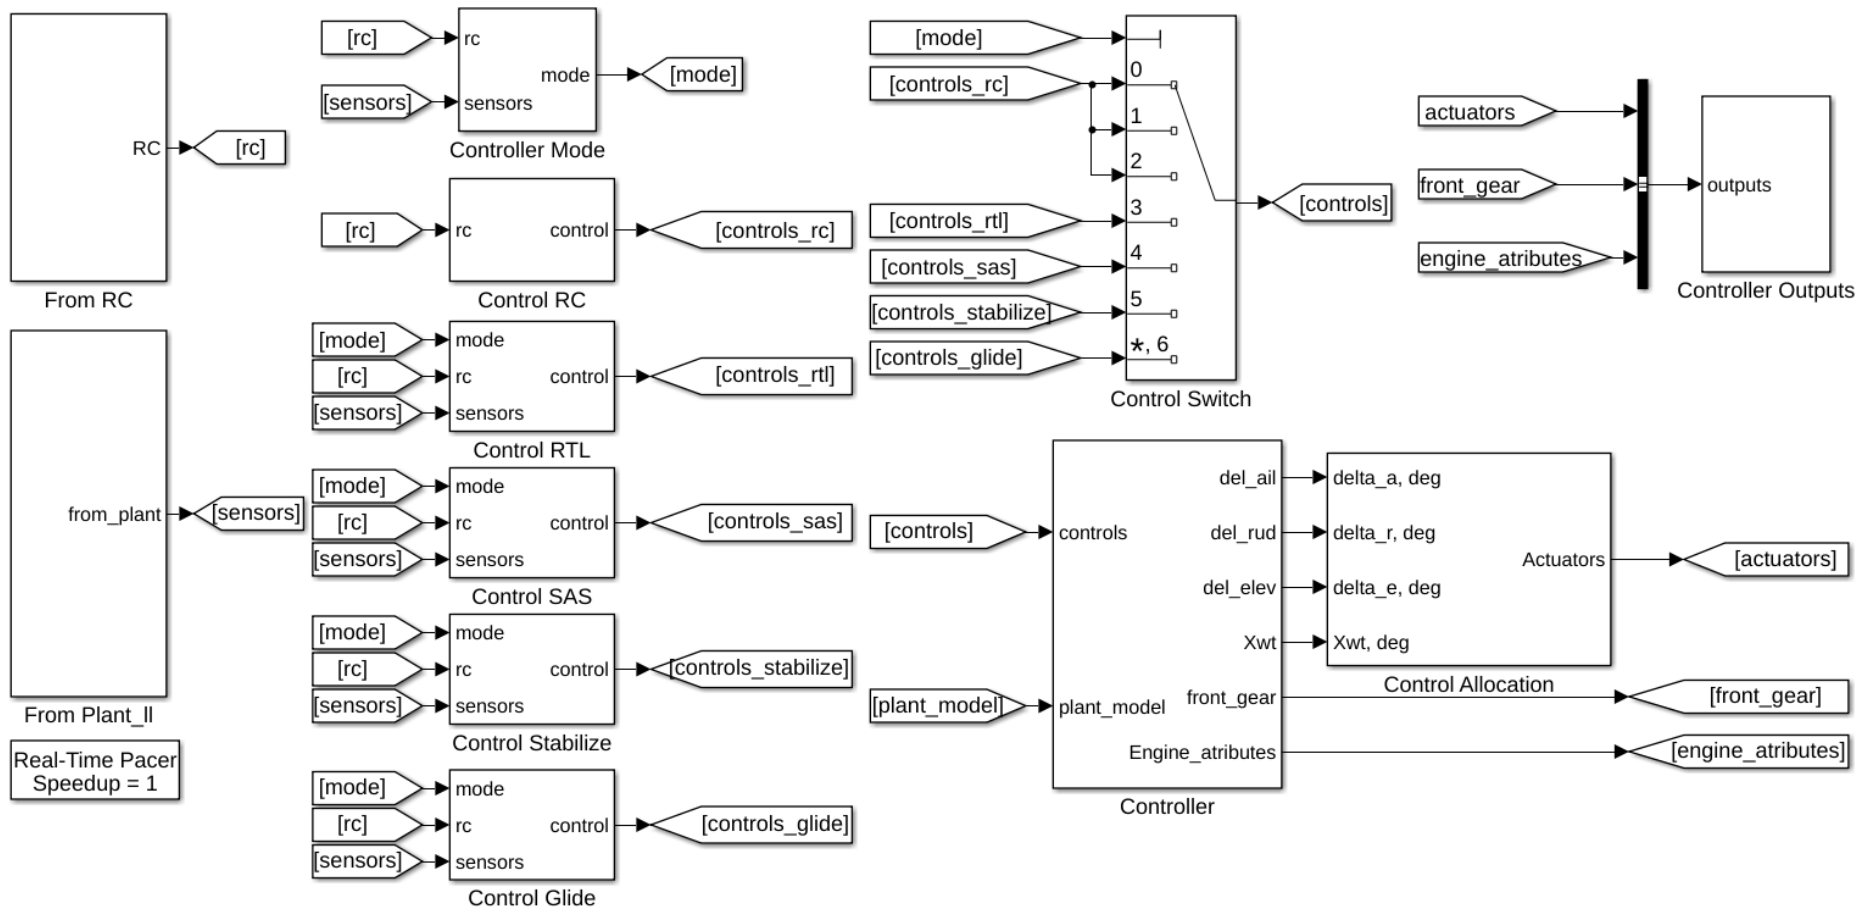 RC
[rc]
From RC
from_plant
[sensors]
From Plant_ll
Real-Time Pacer
Speedup = 1
[rc]
rc
[sensors]
sensors
mode
[mode]
Controller Mode
[rc]
rc
control
[controls_rc]
Control RC
[mode]
mode
[rc]
rc
control
[controls_rtl]
[sensors]
sensors
Control RTL
[mode]
mode
[rc]
rc
control
[controls_sas]
[sensors]
sensors
Control SAS
[mode]
mode
[rc]
rc
control
[controls_stabilize]
[sensors]
sensors
Control Stabilize
[mode]
mode
[rc]
rc
control
[controls_glide]
[sensors]
sensors
Control Glide
[mode]
[controls_rc]
0
1
2
[controls_rtl]
3
[controls_sas]
4
[controls_stabilize]
5
[controls_glide]
*, 6
[controls]
Control Switch
actuators
front_gear
engine_atributes
outputs
Controller Outputs
[controls]
controls
[plant_model]
plant_model
del_ail
del_rud
del_elev
Xwt
front_gear
Engine_atributes
Controller
delta_a, deg
delta_r, deg
delta_e, deg
Xwt, deg
Actuators
Control Allocation
[actuators]
[front_gear]
[engine_atributes]